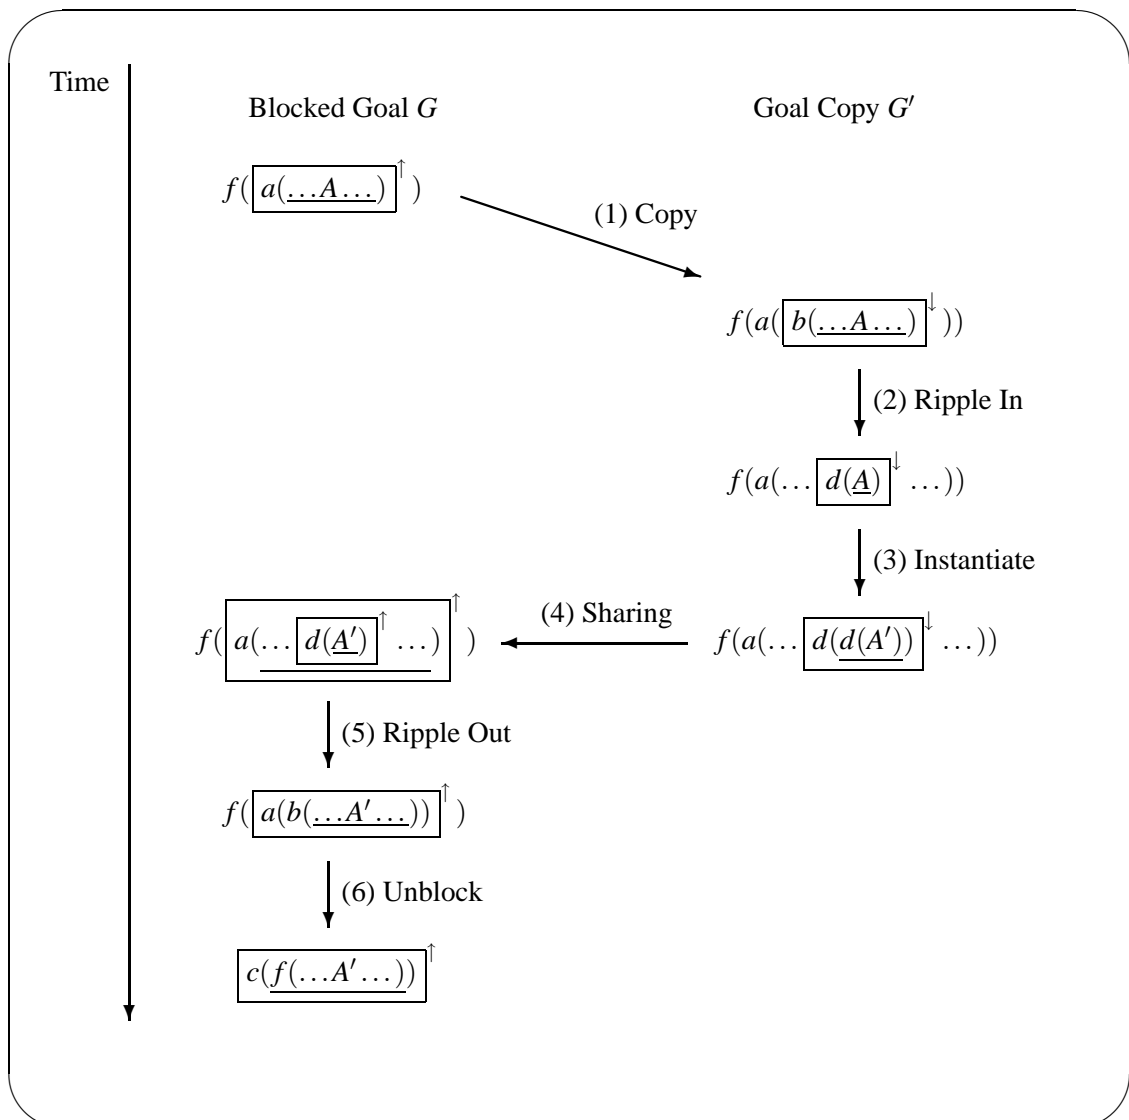 Time
Blocked Goal G
Goal Copy G′
f( a(…A…) ↑ )
(1) Copy
f(a( b(…A…) ↓ ))
(2) Ripple In
f(a(… d(A) ↓ …))
(3) Instantiate
f( a(… d(A′) ↑ …) ↑ )
(4) Sharing
f(a(… d(d(A′)) ↓ …))
(5) Ripple Out
f( a(b(…A′…)) ↑ )
(6) Unblock
c(f(…A′…)) ↑